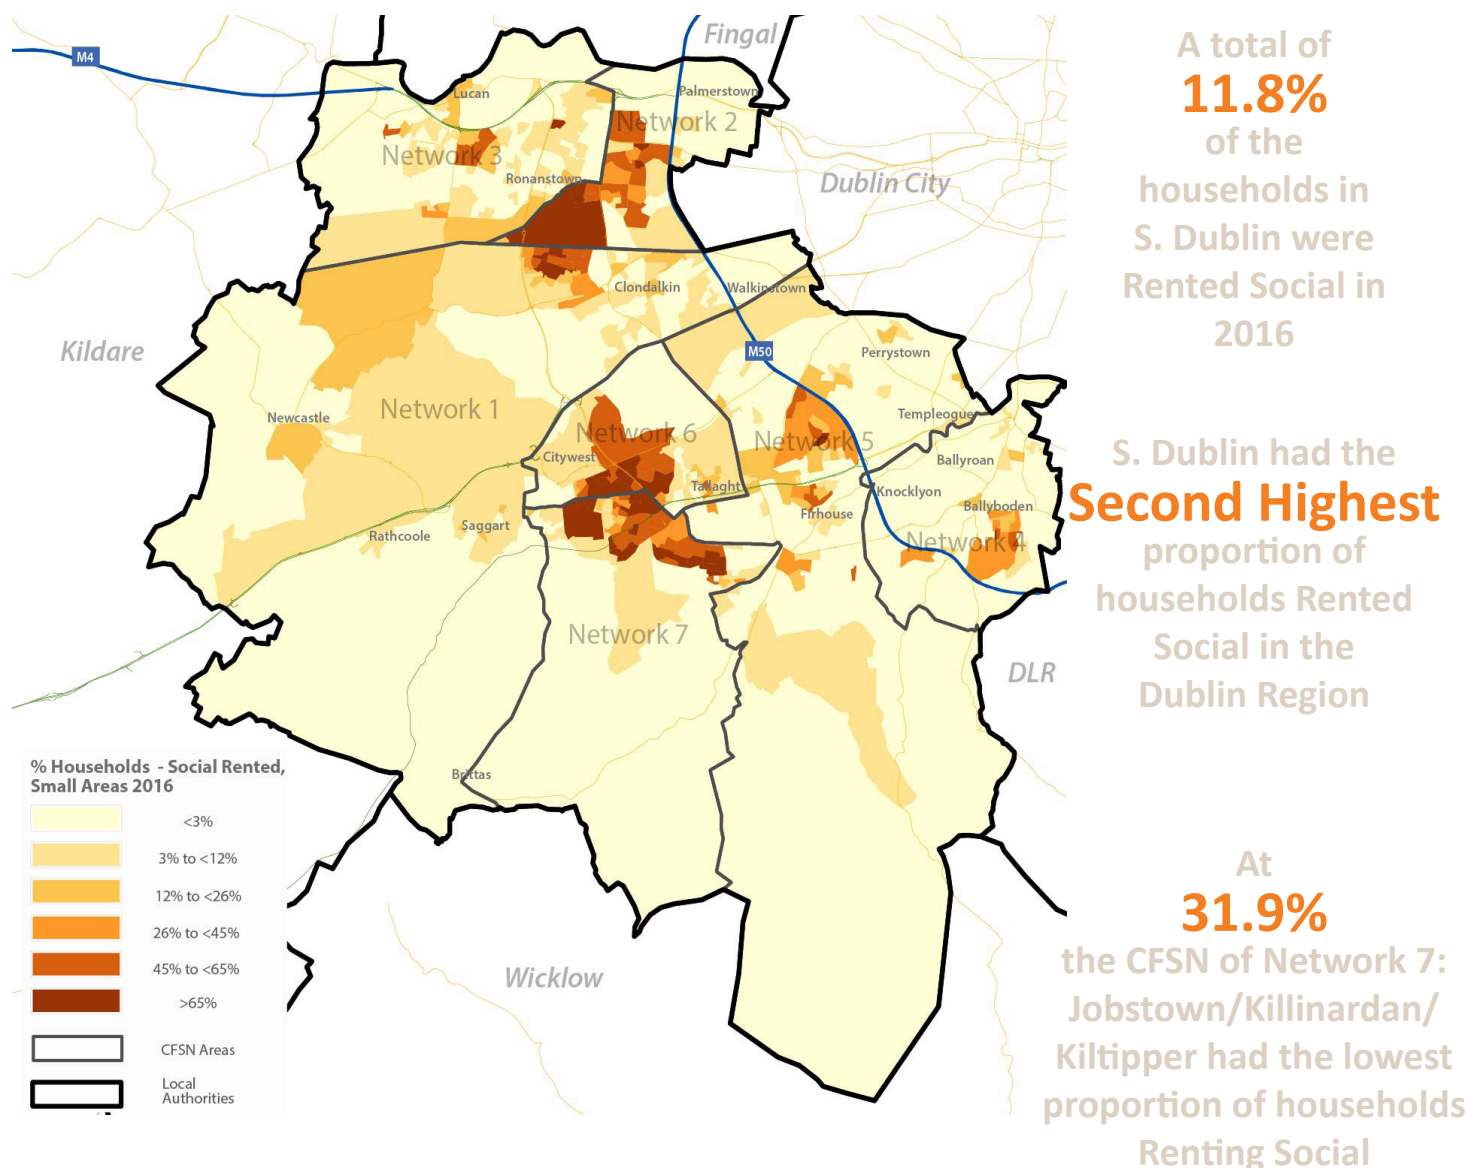 Fingal
M4
Lucan
Palmerstown
Network 2
Network 3
Ronanstown
Dublin City
Clondalkin
Walkinstown
Kildare
M50
Perrystown
Network 1
Newcastle
Templeogue
Network 6
Network 5
Citywest
Ballyroan
Tallaght
Knocklyon
Ballyboden
Firhouse
Saggart
Rathcoole
Network 4
Network 7
DLR
Brittas
Wicklow
% Households - Social Rented,
Small Areas 2016
<3%
3% to <12%
12% to <26%
26% to <45%
45% to <65%
>65%
CFSN Areas
Local
Authorities
A total of
11.8%
of the
households in
S. Dublin were
Rented Social in
2016
S. Dublin had the
Second Highest
proportion of
households Rented
Social in the
Dublin Region
At
31.9%
the CFSN of Network 7:
Jobstown/Killinardan/
Kiltipper had the lowest
proportion of households
Renting Social